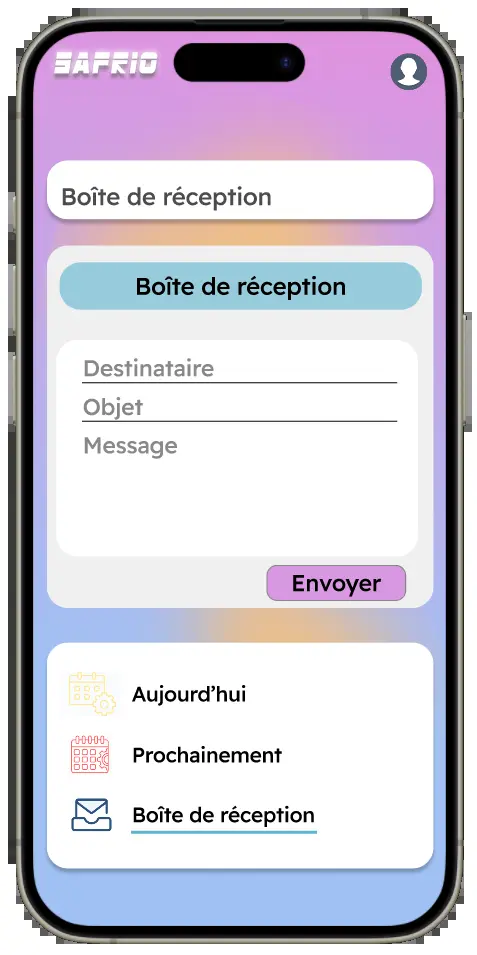 SAFRIO
Boîte de réception
Boîte de réception
Destinataire
Objet
Message
Envoyer
Aujourd’hui
Prochainement
Boîte de réception